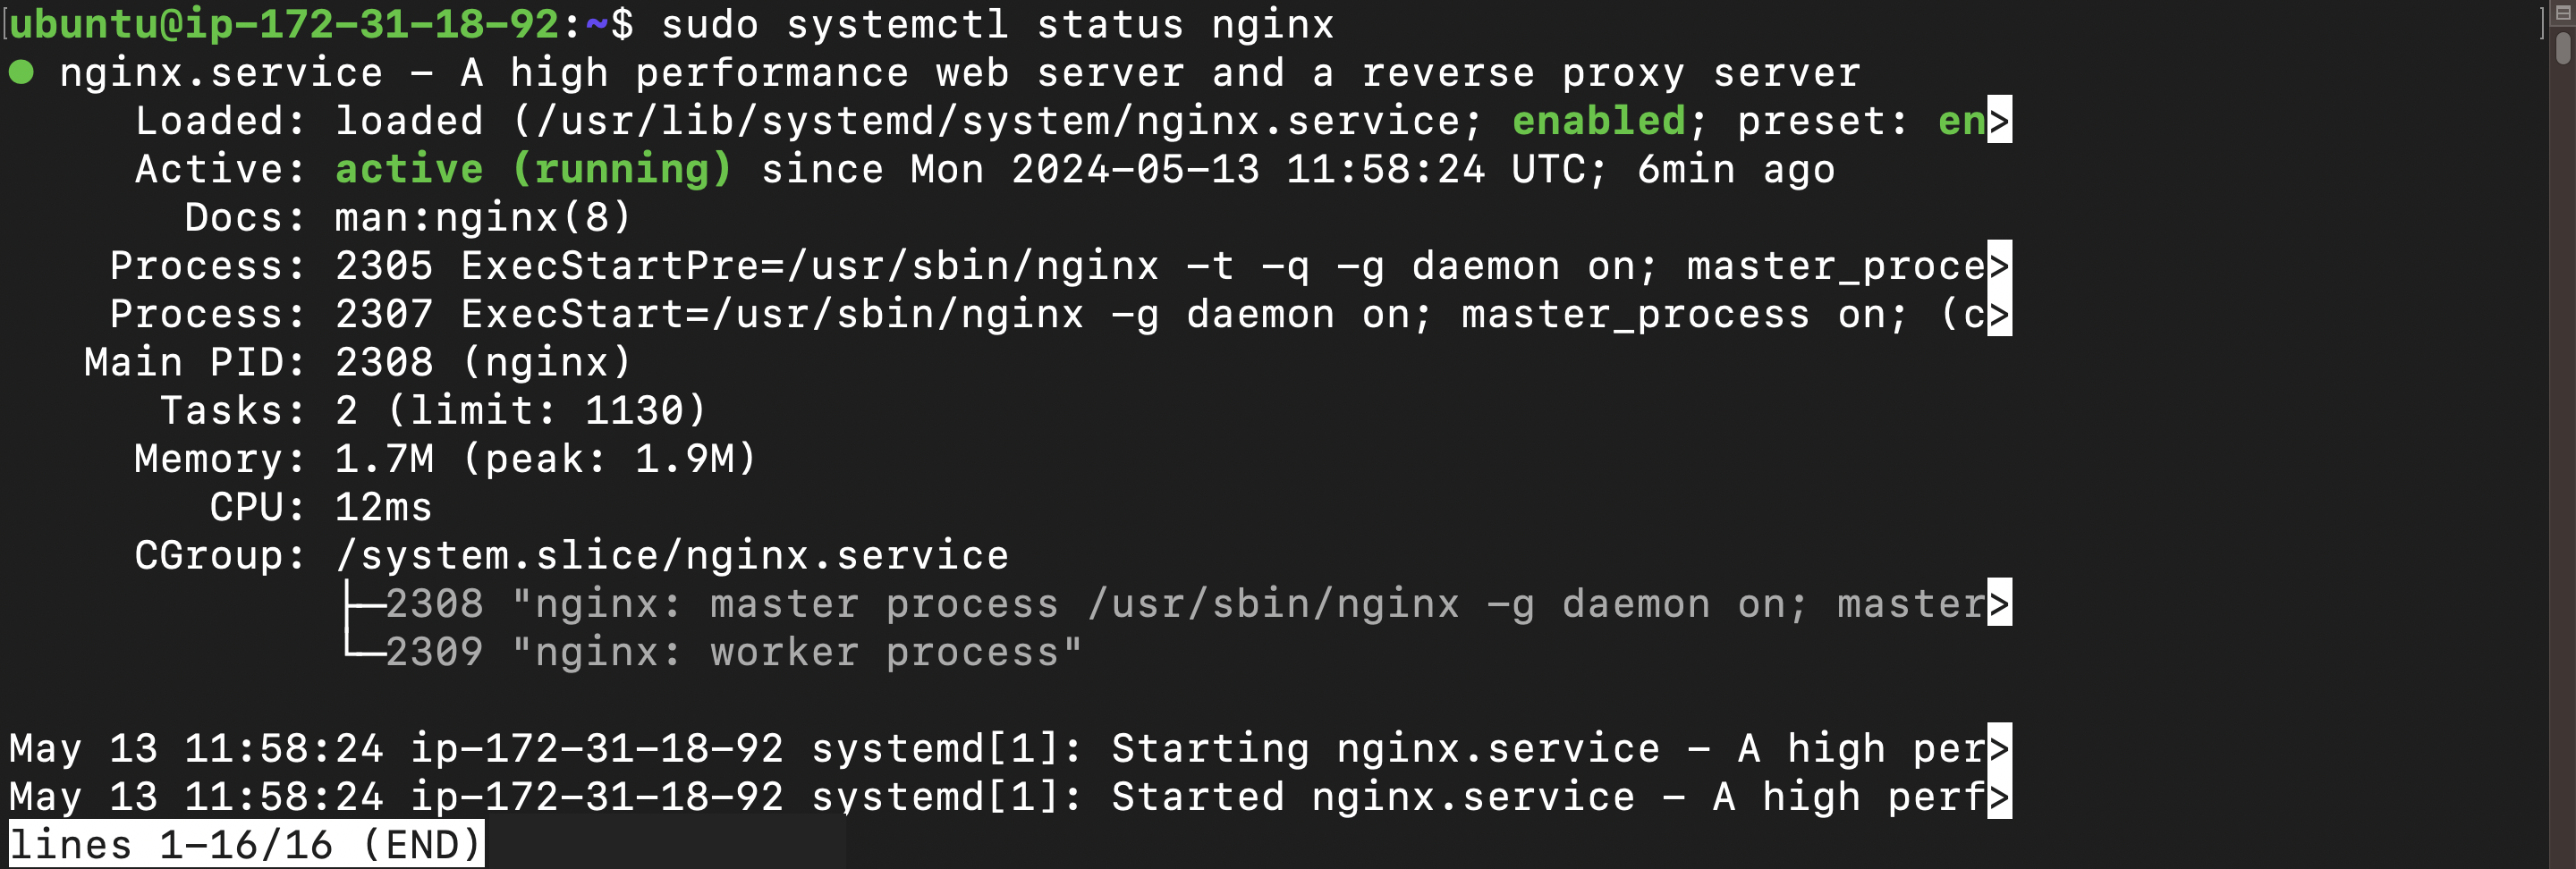 [ubuntu@ip-172-31-18-92:~$ sudo systemctl status nginx ]
● nginx.service - A high performance web server and a reverse proxy server
     Loaded: loaded (/usr/lib/systemd/system/nginx.service; enabled; preset: en>
     Active: active (running) since Mon 2024-05-13 11:58:24 UTC; 6min ago
       Docs: man:nginx(8)
    Process: 2305 ExecStartPre=/usr/sbin/nginx -t -q -g daemon on; master_proce>
    Process: 2307 ExecStart=/usr/sbin/nginx -g daemon on; master_process on; (c>
   Main PID: 2308 (nginx)
      Tasks: 2 (limit: 1130)
     Memory: 1.7M (peak: 1.9M)
        CPU: 12ms
     CGroup: /system.slice/nginx.service
             ├─2308 "nginx: master process /usr/sbin/nginx -g daemon on; master>
             └─2309 "nginx: worker process"

May 13 11:58:24 ip-172-31-18-92 systemd[1]: Starting nginx.service - A high per>
May 13 11:58:24 ip-172-31-18-92 systemd[1]: Started nginx.service - A high perf>
lines 1-16/16 (END)